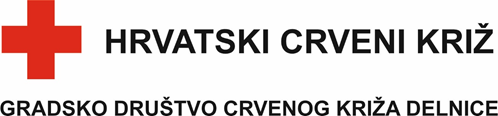 HRVATSKI CRVENI KRIŽ
GRADSKO DRUŠTVO CRVENOG KRIŽA DELNICE